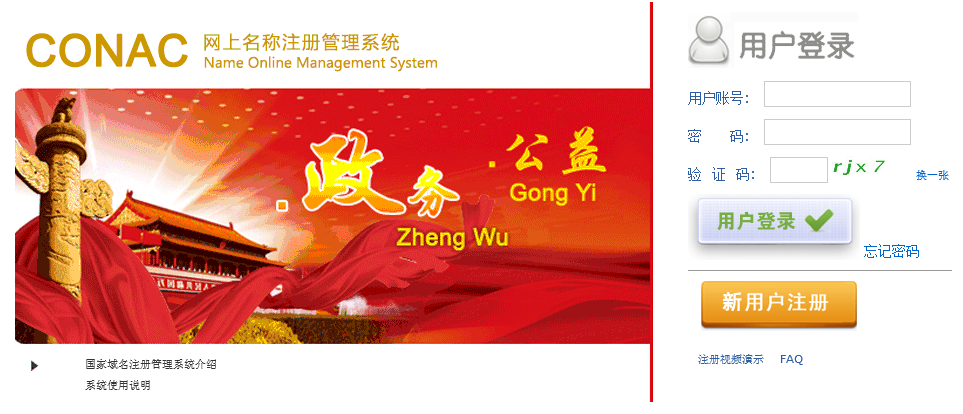 CONAC 网上名称注册管理系统
Name Online Management System
.政务
Zheng Wu
.公益
Gong Yi
国家域名注册管理系统介绍
系统使用说明
用户登录
用户账号：
密 码：
验 证 码： rjx7 换一张
用户登录
忘记密码
新用户注册
注册视频演示 FAQ